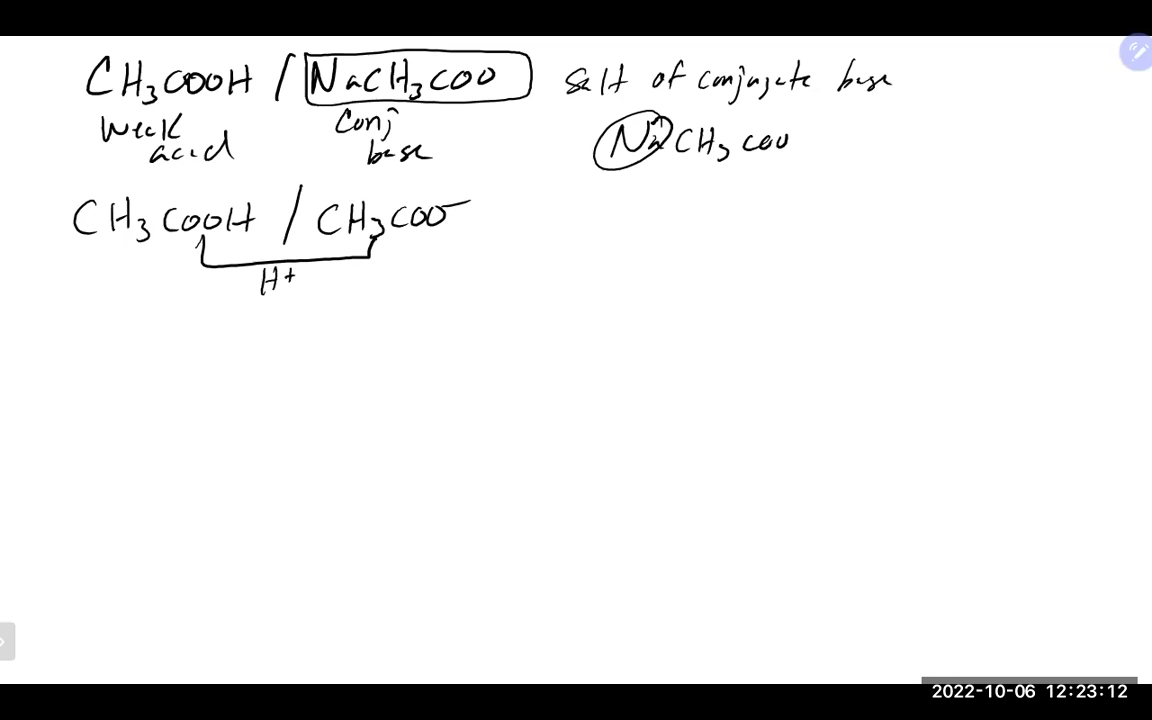 CH3COOH / NaCH3COO salt of conjugate base
weak acid
conj base
Na+ CH3COO
CH3COOH / CH3COO-
H+
2022-10-06 12:23:12